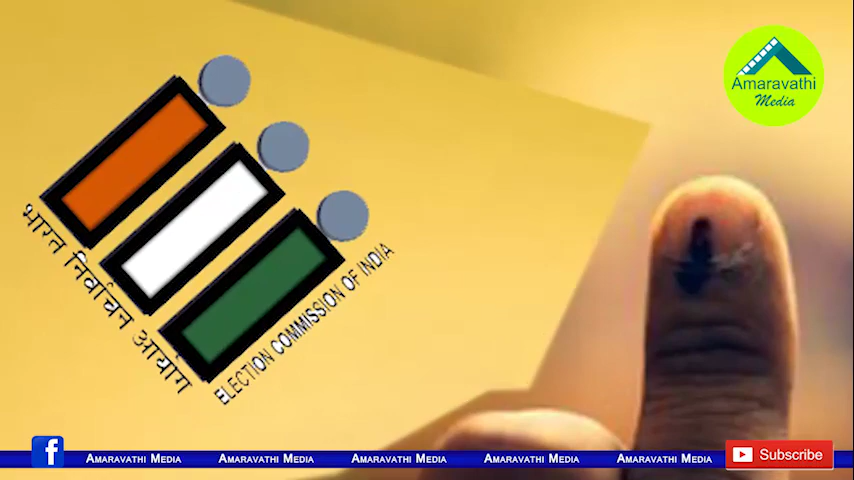 Amaravathi
Media
भारत निर्वाचन आयोग
ELECTION COMMISSION OF INDIA
f
AMARAVATHI MEDIA
AMARAVATHI MEDIA
AMARAVATHI MEDIA
AMARAVATHI MEDIA
AMARAVATHI MEDIA
Subscribe